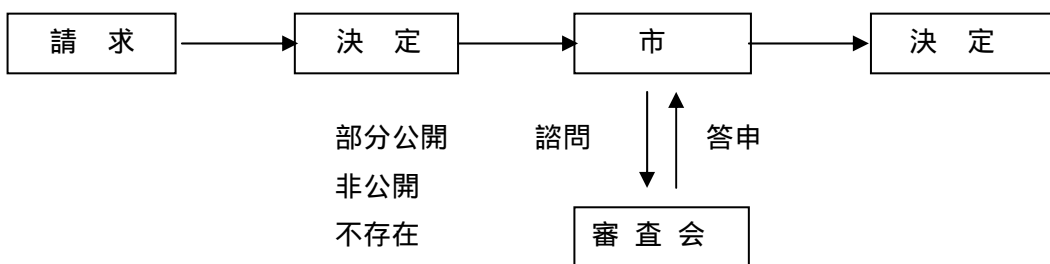 請 求 決 定 市 決 定
部分公開 諮問 答申
非公開
不存在 審 査 会